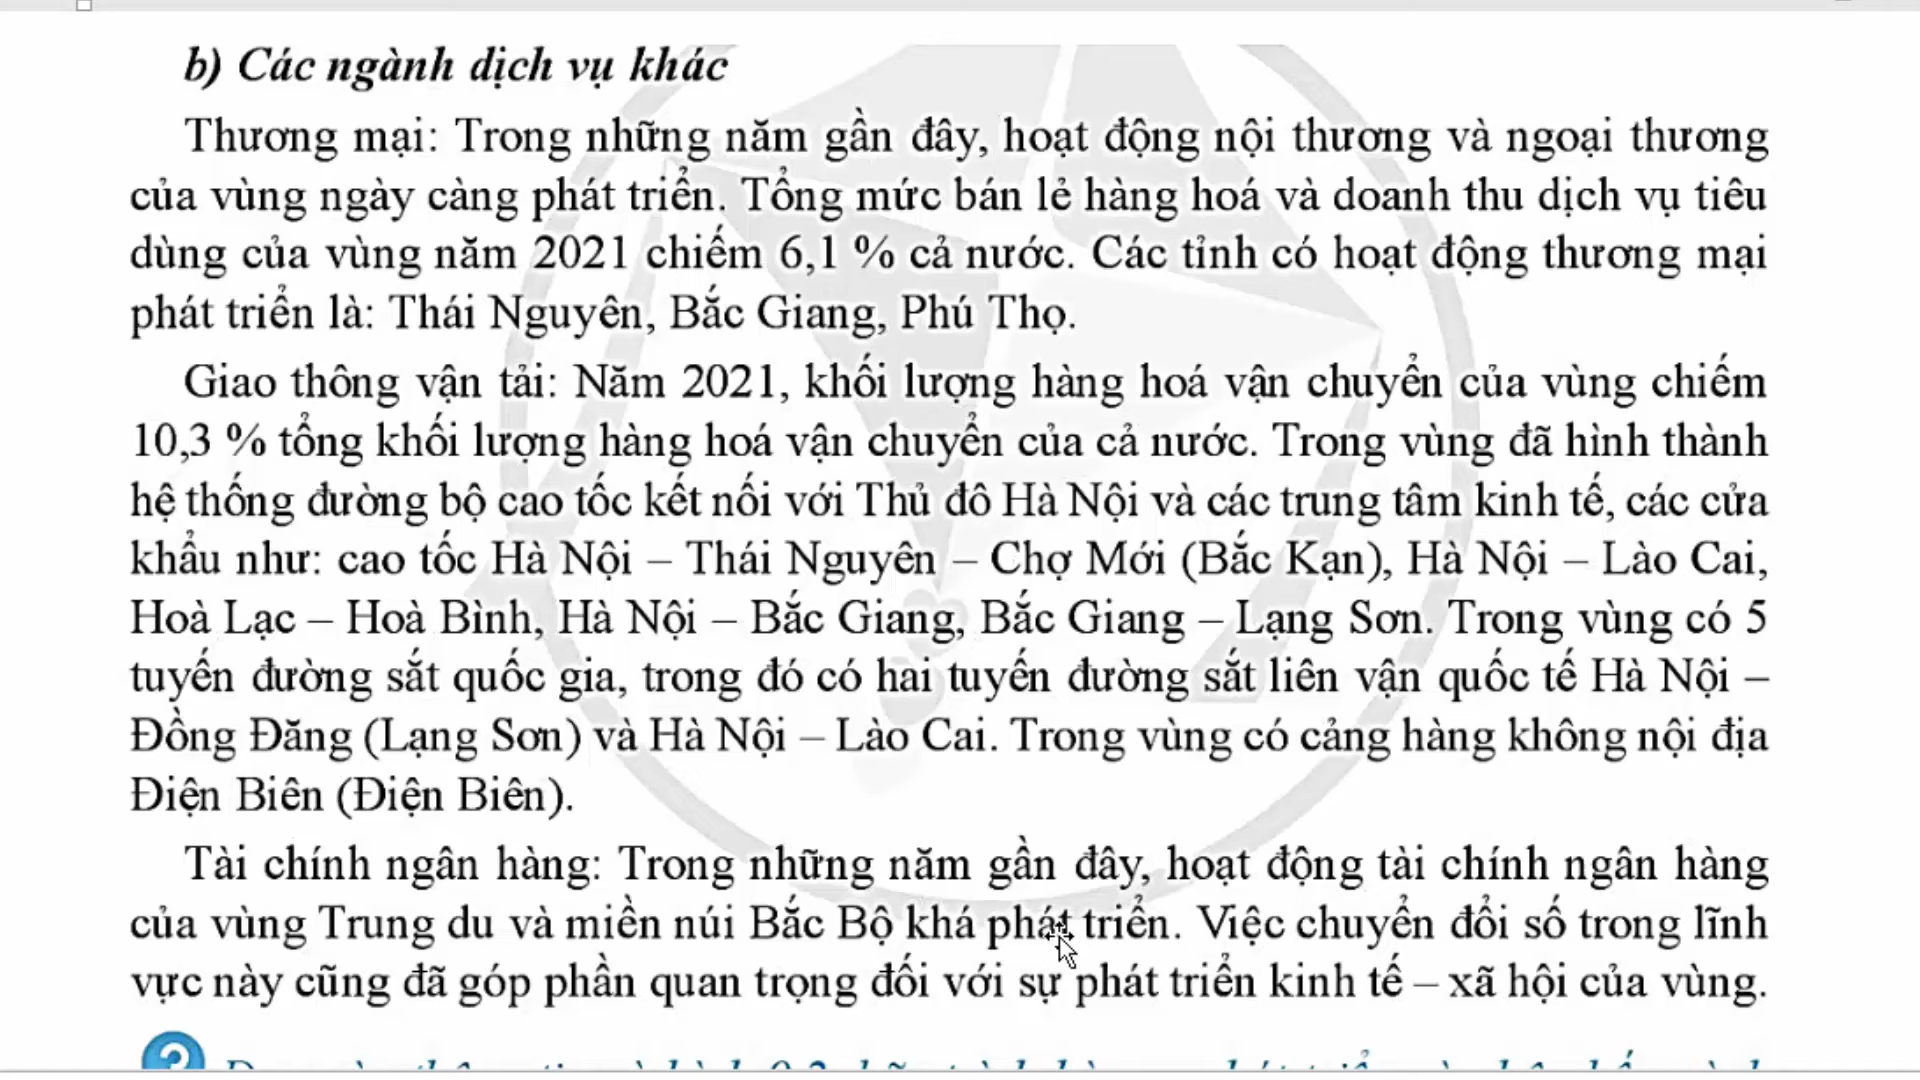 b) Các ngành dịch vụ khác
Thương mại: Trong những năm gần đây, hoạt động nội thương và ngoại thương
của vùng ngày càng phát triển. Tổng mức bán lẻ hàng hoá và doanh thu dịch vụ tiêu
dùng của vùng năm 2021 chiếm 6,1 % cả nước. Các tỉnh có hoạt động thương mại
phát triển là: Thái Nguyên, Bắc Giang, Phú Thọ.
Giao thông vận tải: Năm 2021, khối lượng hàng hoá vận chuyển của vùng chiếm
10,3 % tổng khối lượng hàng hoá vận chuyển của cả nước. Trong vùng đã hình thành
hệ thống đường bộ cao tốc kết nối với Thủ đô Hà Nội và các trung tâm kinh tế, các cửa
khẩu như: cao tốc Hà Nội – Thái Nguyên – Chợ Mới (Bắc Kạn), Hà Nội – Lào Cai,
Hoà Lạc – Hoà Bình, Hà Nội – Bắc Giang, Bắc Giang – Lạng Sơn. Trong vùng có 5
tuyến đường sắt quốc gia, trong đó có hai tuyến đường sắt liên vận quốc tế Hà Nội –
Đồng Đăng (Lạng Sơn) và Hà Nội – Lào Cai. Trong vùng có cảng hàng không nội địa
Điện Biên (Điện Biên).
Tài chính ngân hàng: Trong những năm gần đây, hoạt động tài chính ngân hàng
của vùng Trung du và miền núi Bắc Bộ khá phát triển. Việc chuyển đổi số trong lĩnh
vực này cũng đã góp phần quan trọng đối với sự phát triển kinh tế – xã hội của vùng.